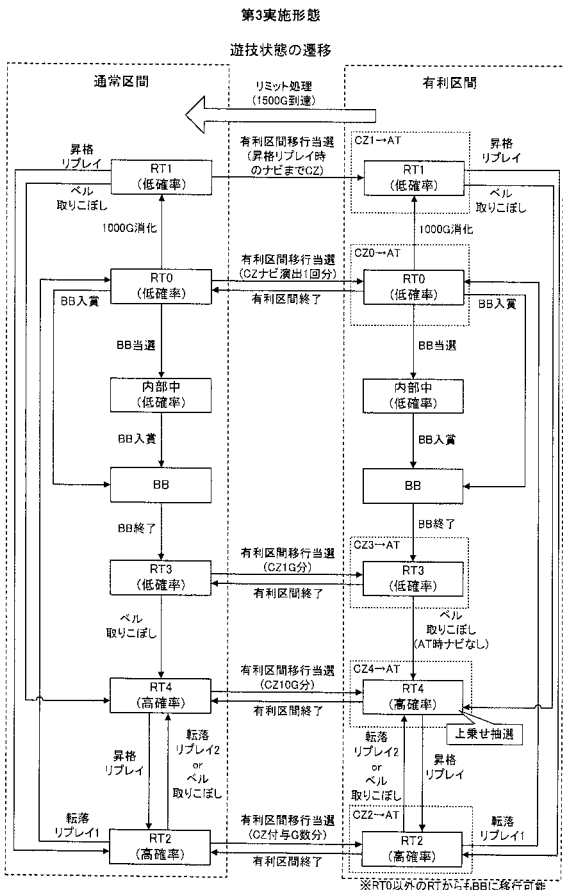 第3実施形態
遊技状態の遷移
通常区間
リミット処理
(1500G到達)
有利区間
昇格
リプレイ
RT1
(低確率)
有利区間移行当選
(昇格リプレイ時
のナビまでCZ)
CZ1→AT
RT1
(低確率)
昇格
リプレイ
ベル
取りこぼし
1000G消化
1000G消化
ベル
取りこぼし
RT0
(低確率)
有利区間移行当選
(CZナビ演出1回分)
有利区間終了
CZ0→AT
RT0
(低確率)
BB入賞
BB入賞
BB当選
BB当選
内部中
(低確率)
内部中
(低確率)
BB入賞
BB入賞
BB
BB
BB終了
BB終了
RT3
(低確率)
有利区間移行当選
(CZ1G分)
有利区間終了
CZ3→AT
RT3
(低確率)
ベル
取りこぼし
ベル
取りこぼし
(AT時ナビなし)
RT4
(高確率)
有利区間移行当選
(CZ10G分)
有利区間終了
CZ4→AT
RT4
(高確率)
上乗せ抽選
昇格
リプレイ
転落
リプレイ2
or
ベル
取りこぼし
転落
リプレイ2
or
ベル
取りこぼし
昇格
リプレイ
転落
リプレイ1
RT2
(高確率)
有利区間移行当選
(CZ付与G数分)
有利区間終了
CZ2→AT
RT2
(高確率)
転落
リプレイ1
※RT0以外のRTからもBBに移行可能